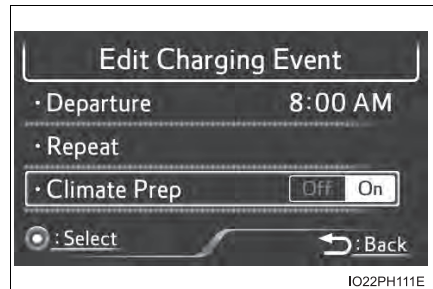 Edit Charging Event
· Departure 8:00 AM
· Repeat
· Climate Prep Off On
: Select : Back
IO22PH111E